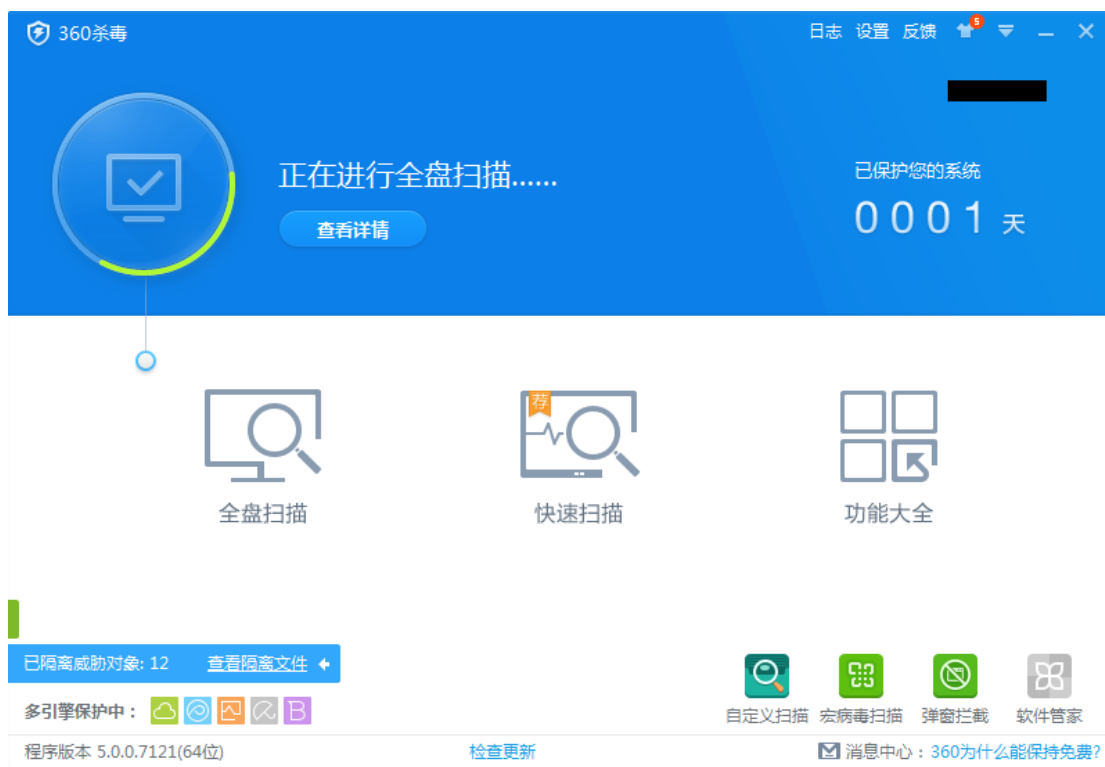 360杀毒
日志 设置 反馈 5
正在进行全盘扫描......
查看详情
已保护您的系统
0001 天
荐
全盘扫描
快速扫描
功能大全
已隔离威胁对象: 12 查看隔离文件
多引擎保护中：
自定义扫描 宏病毒扫描 弹窗拦截 软件管家
程序版本 5.0.0.7121(64位) 检查更新 消息中心：360为什么能保持免费?